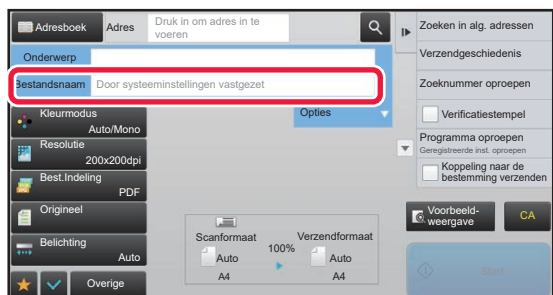 Adresboek
Adres
Druk in om adres in te
voeren
Onderwerp
Bestandsnaam
Door systeeminstellingen vastgezet
Kleurmodus
Auto/Mono
Opties
Resolutie
200x200dpi
Best.Indeling
PDF
Origineel
Belichting
Auto
Overige
Scanformaat
Auto
A4
100%
Verzendformaat
Auto
A4
Zoeken in alg. adressen
Verzendgeschiedenis
Zoeknummer oproepen
Verificatiestempel
Programma oproepen
Geregistreerde inst. oproepen
Koppeling naar de
bestemming verzenden
Voorbeeld-
weergave
CA
Start